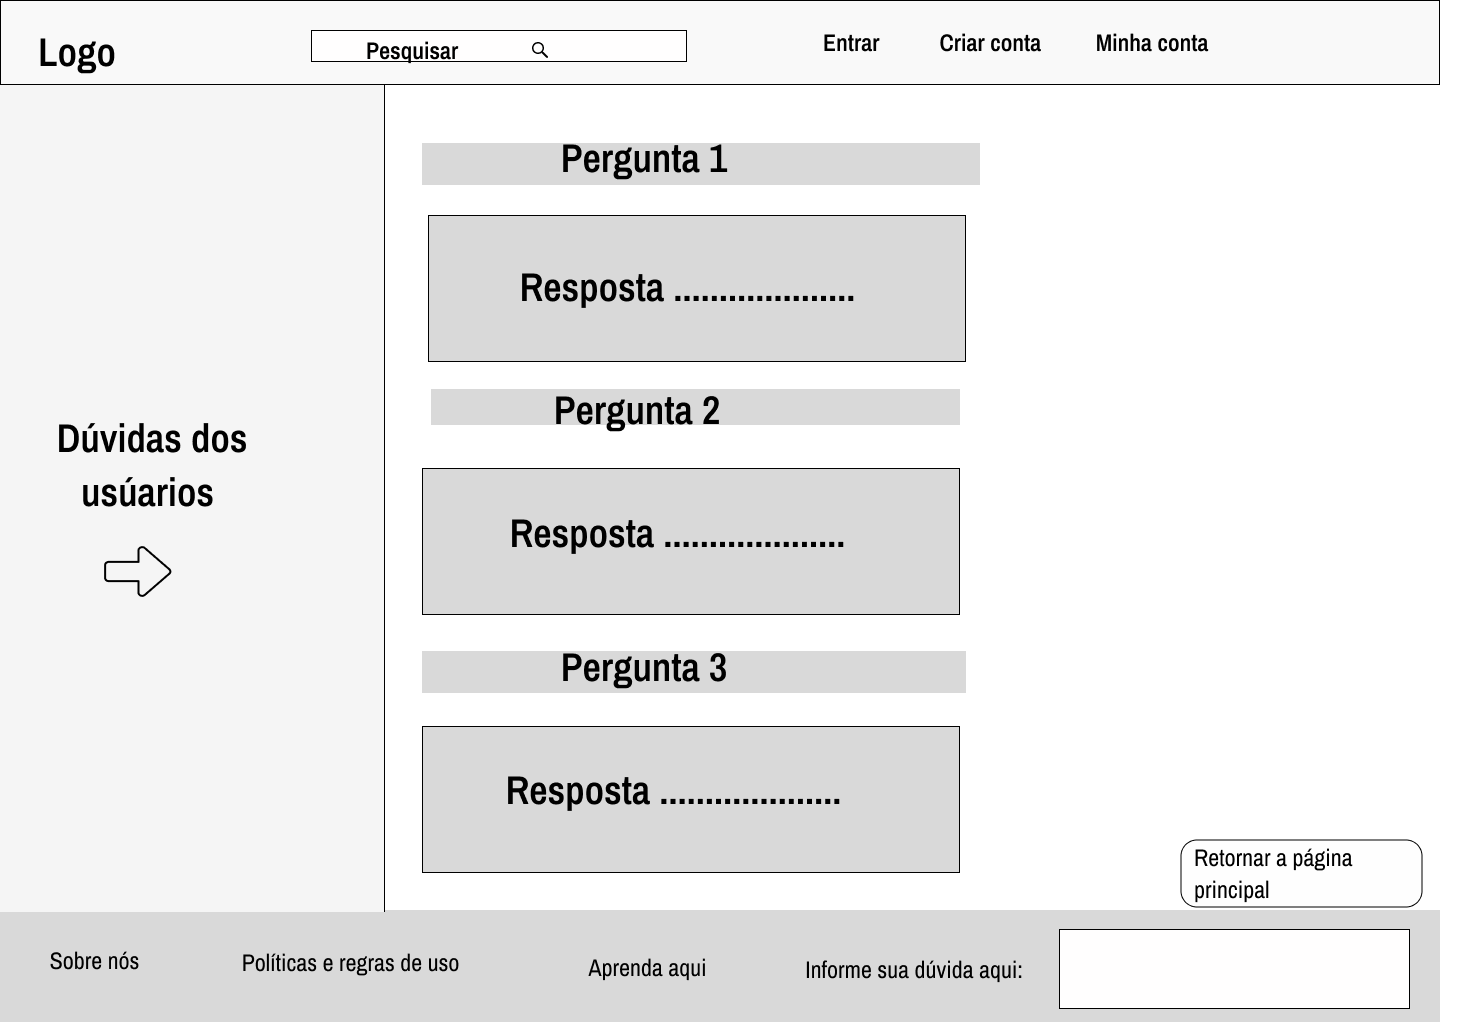 Logo
Pesquisar
Entrar
Criar conta
Minha conta
Dúvidas dos
usúarios
Pergunta 1
Resposta ....................
Pergunta 2
Resposta ....................
Pergunta 3
Resposta ....................
Retornar a página
principal
Sobre nós
Políticas e regras de uso
Aprenda aqui
Informe sua dúvida aqui: